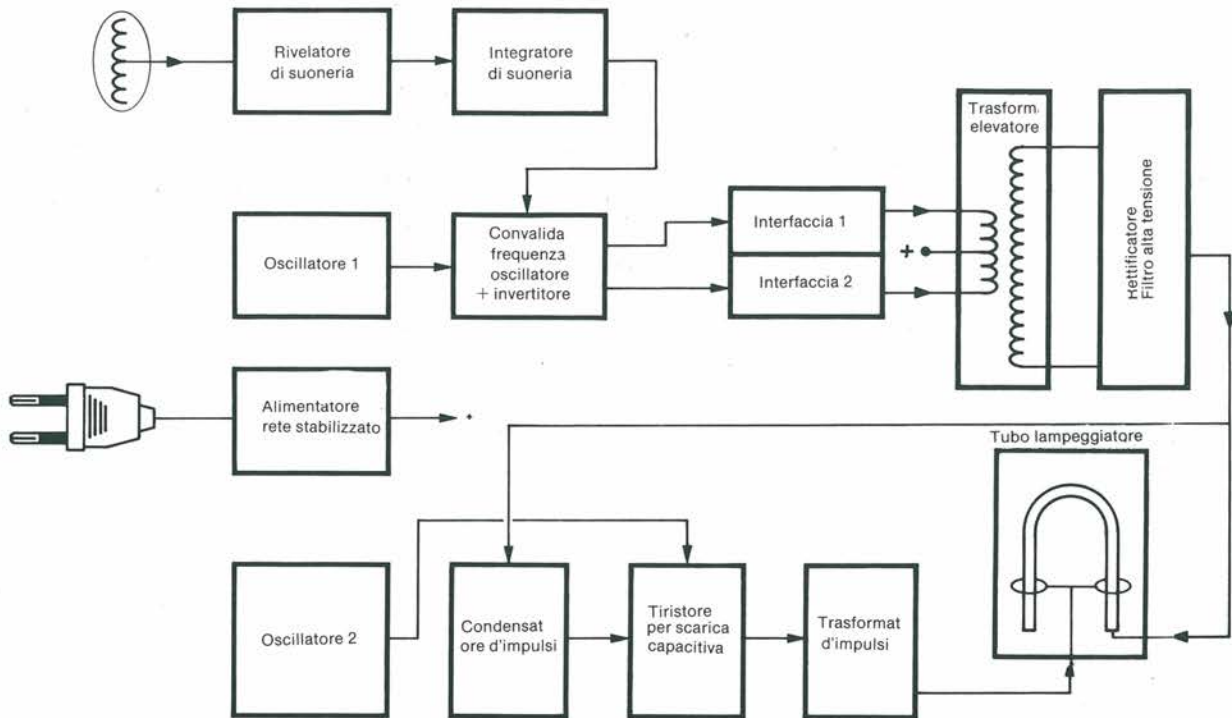 Rivelatore
di suoneria
Integratore
di suoneria
Trasform.
elevatore
Rettificatore
Filtro alta tensione
Oscillatore 1
Convalida
frequenza
oscillatore
+ invertitore
Interfaccia 1
+
Interfaccia 2
Alimentatore
rete stabilizzato
+
Tubo lampeggiatore
Oscillatore 2
Condensat
ore d'impulsi
Tiristore
per scarica
capacitiva
Trasformat
d'impulsi